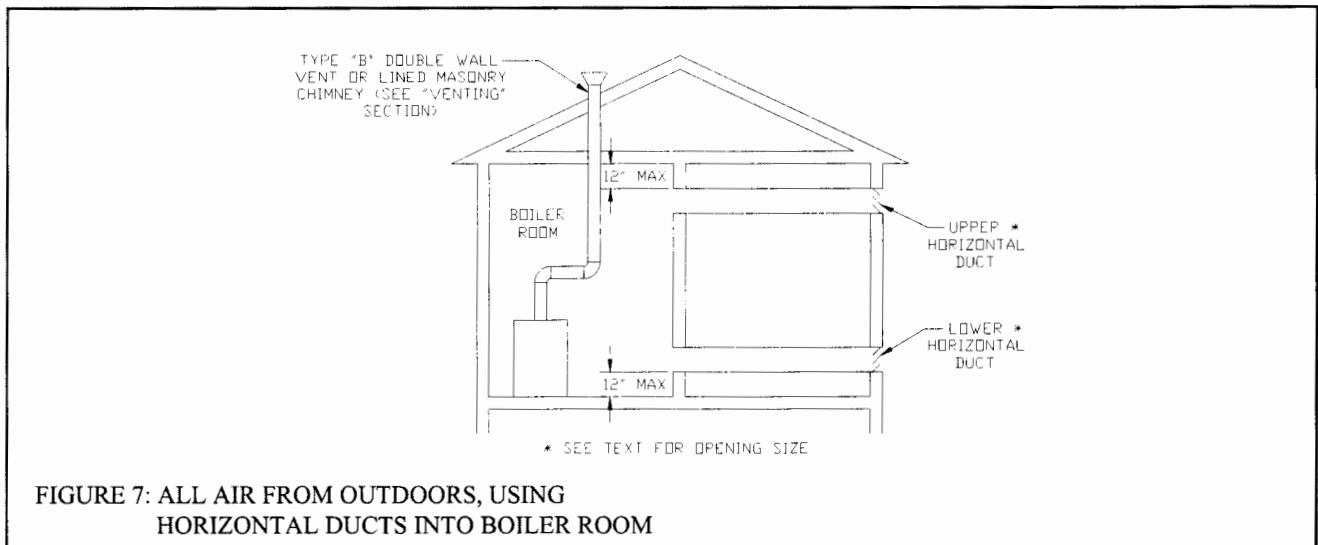 TYPE "B" DOUBLE WALL
VENT OR LINED MASONRY
CHIMNEY (SEE "VENTING"
SECTION)
12" MAX
BOILER
ROOM
UPPER *
HORIZONTAL
DUCT
LOWER *
HORIZONTAL
DUCT
12" MAX
* SEE TEXT FOR OPENING SIZE
FIGURE 7: ALL AIR FROM OUTDOORS, USING
HORIZONTAL DUCTS INTO BOILER ROOM